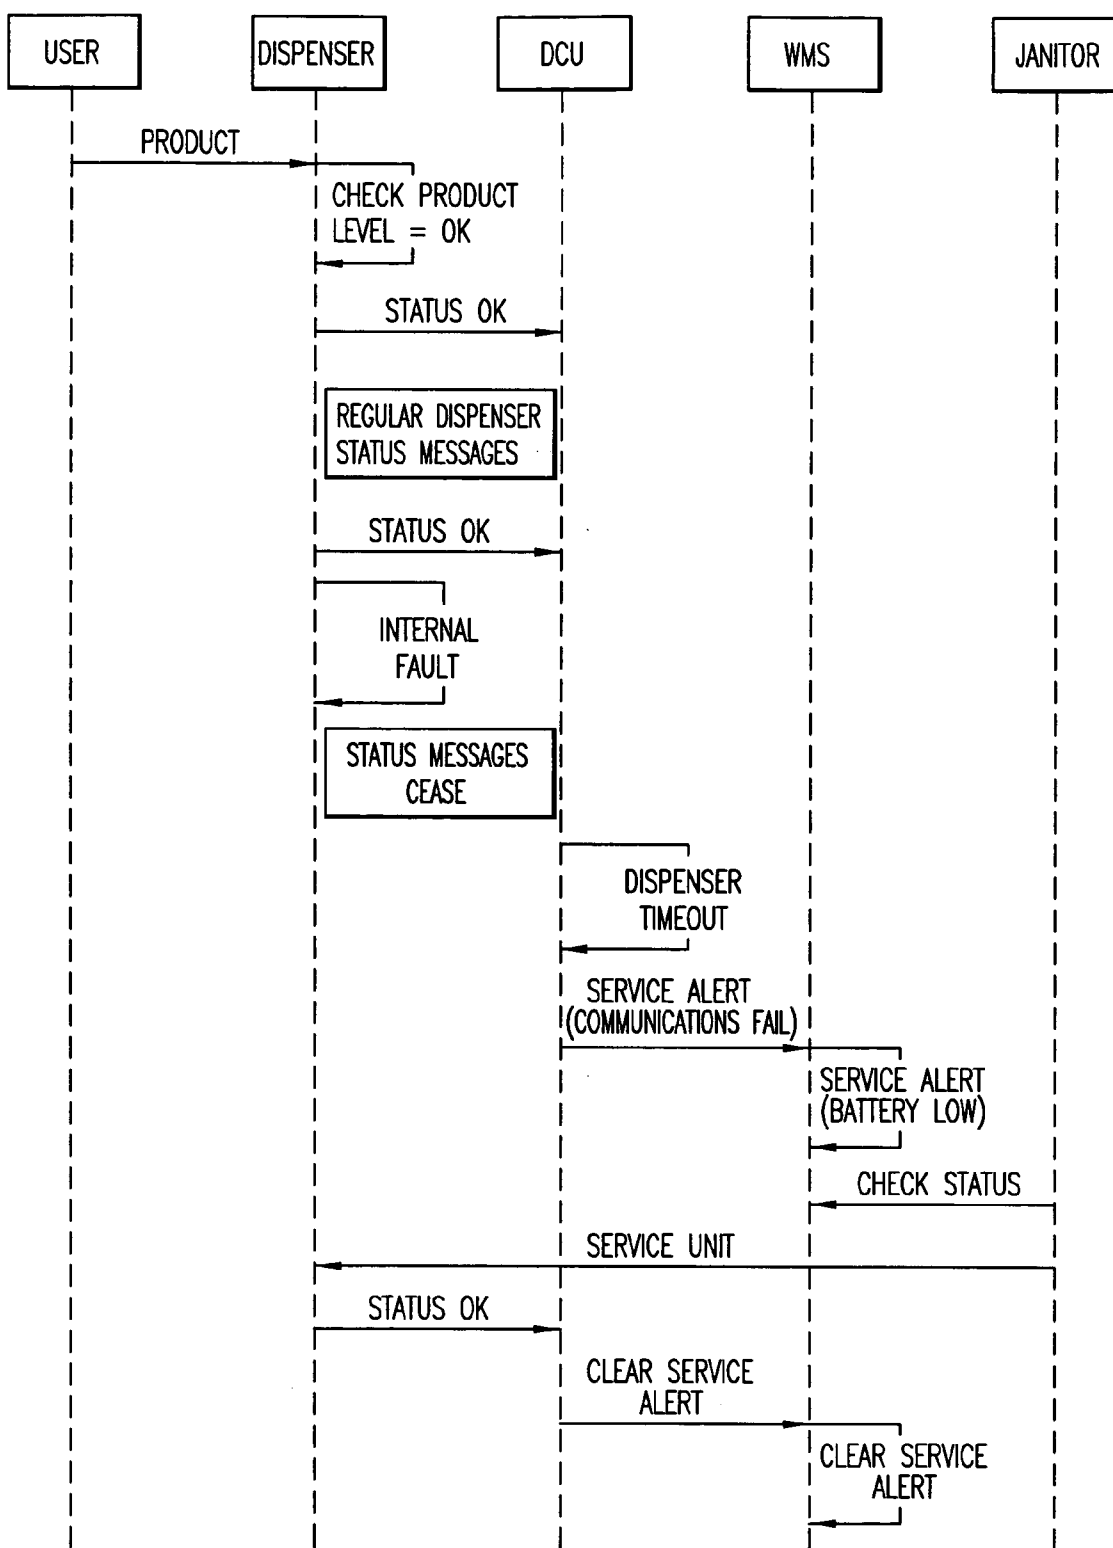 USER
DISPENSER
DCU
WMS
JANITOR
PRODUCT
CHECK PRODUCT
LEVEL = OK
STATUS OK
REGULAR DISPENSER
STATUS MESSAGES
STATUS OK
INTERNAL
FAULT
STATUS MESSAGES
CEASE
DISPENSER
TIMEOUT
SERVICE ALERT
(COMMUNICATIONS FAIL)
SERVICE ALERT
(BATTERY LOW)
CHECK STATUS
SERVICE UNIT
STATUS OK
CLEAR SERVICE
ALERT
CLEAR SERVICE
ALERT